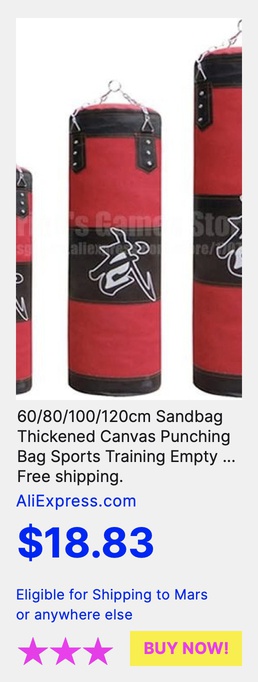 武
60/80/100/120cm Sandbag
Thickened Canvas Punching
Bag Sports Training Empty ...
Free shipping.
AliExpress.com
$18.83
Eligible for Shipping to Mars
or anywhere else
BUY NOW!